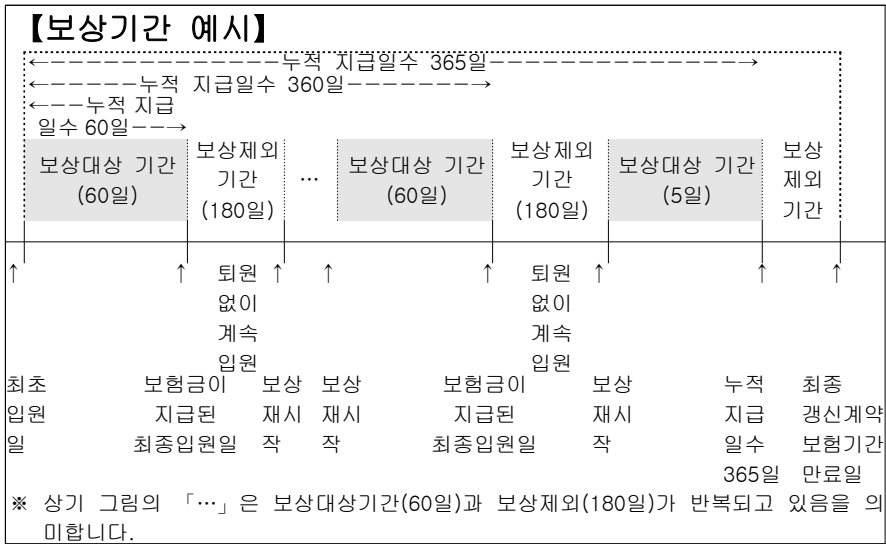 【보상기간 예시】
←−−−−−−−−−−−−−−누적 지급일수 365일−−−−−−−−−−−−−−−→
←−−−−−−누적 지급일수 360일−−−−−−−→
←−−−누적 지급
일수 60일−−→
보상대상 기간
(60일)
보상제외
기간
(180일)
…
보상대상 기간
(60일)
보상제외
기간
(180일)
보상대상 기간
(5일)
보상
제외
기간
↑ ↑ ↑ ↑ ↑ ↑ ↑ ↑
퇴원
없이
계속
입원
퇴원
없이
계속
입원
최초
입원
일
보험금이
지급된
최종입원일
보상
재시
작
보상
재시
작
보험금이
지급된
최종입원일
보상
재시
작
누적
지급
일수
365일
최종
갱신계약
보험기간
만료일
※ 상기 그림의 「…」은 보상대상기간(60일)과 보상제외(180일)가 반복되고 있음을 의
미합니다.